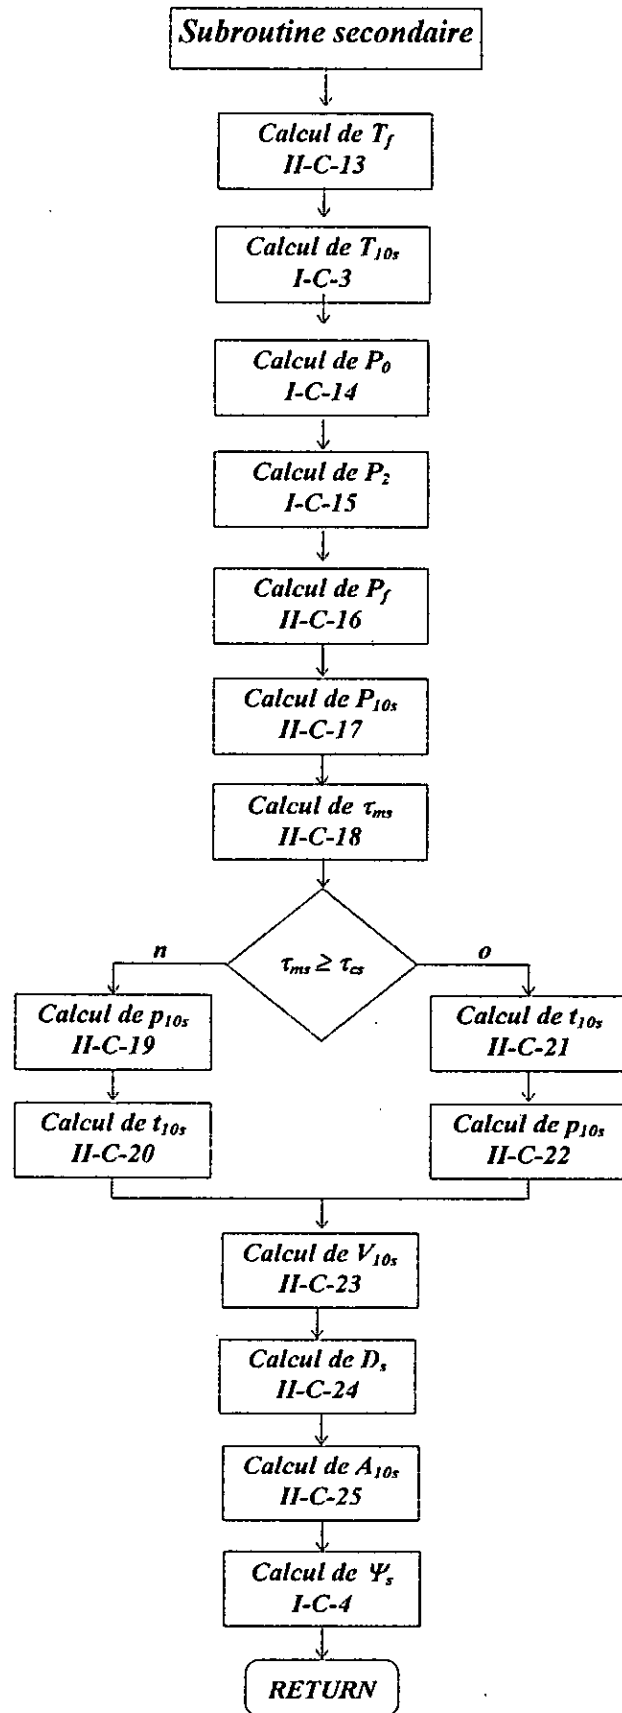 Subroutine secondaire
Calcul de T_f
II-C-13
Calcul de T_10s
I-C-3
Calcul de P_0
I-C-14
Calcul de P_2
I-C-15
Calcul de P_f
II-C-16
Calcul de P_10s
II-C-17
Calcul de τ_ms
II-C-18
τ_ms ≥ τ_cs
n
o
Calcul de p_10s
II-C-19
Calcul de t_10s
II-C-20
Calcul de t_10s
II-C-21
Calcul de p_10s
II-C-22
Calcul de V_10s
II-C-23
Calcul de D_s
II-C-24
Calcul de A_10s
II-C-25
Calcul de Ψ_s
I-C-4
RETURN